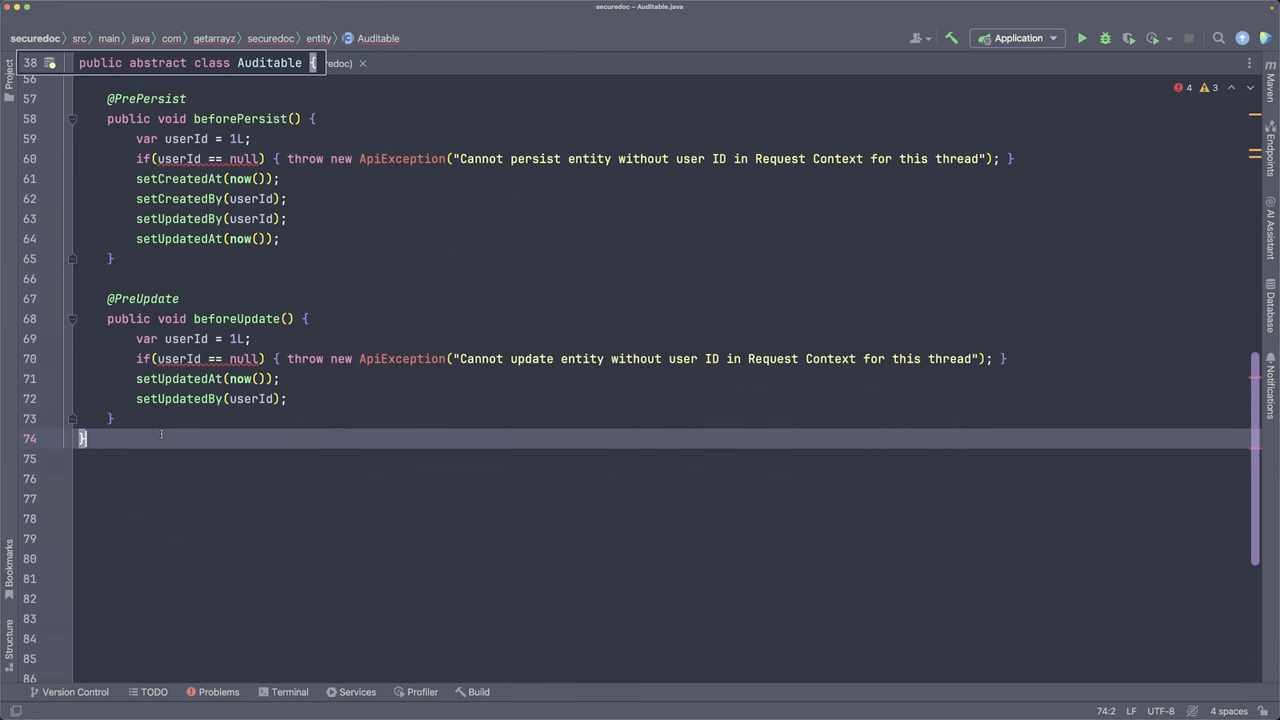 securedoc – Auditable.java
securedoc src main java com getarrayz securedoc entity Auditable Application
38 public abstract class Auditable { redoc)
4 3
56
57 @PrePersist
58 public void beforePersist() {
59 var userId = 1L;
60 if(userId == null) { throw new ApiException("Cannot persist entity without user ID in Request Context for this thread"); }
61 setCreatedAt(now());
62 setCreatedBy(userId);
63 setUpdatedBy(userId);
64 setUpdatedAt(now());
65 }
66
67 @PreUpdate
68 public void beforeUpdate() {
69 var userId = 1L;
70 if(userId == null) { throw new ApiException("Cannot update entity without user ID in Request Context for this thread"); }
71 setUpdatedAt(now());
72 setUpdatedBy(userId);
73 }
74 }
75
76
77
78
79
80
81
82
83
84
85
86
Project
Bookmarks
Structure
Maven
Endpoints
AI Assistant
Database
Notifications
Version Control TODO Problems Terminal Services Profiler Build
74:2 LF UTF-8 4 spaces